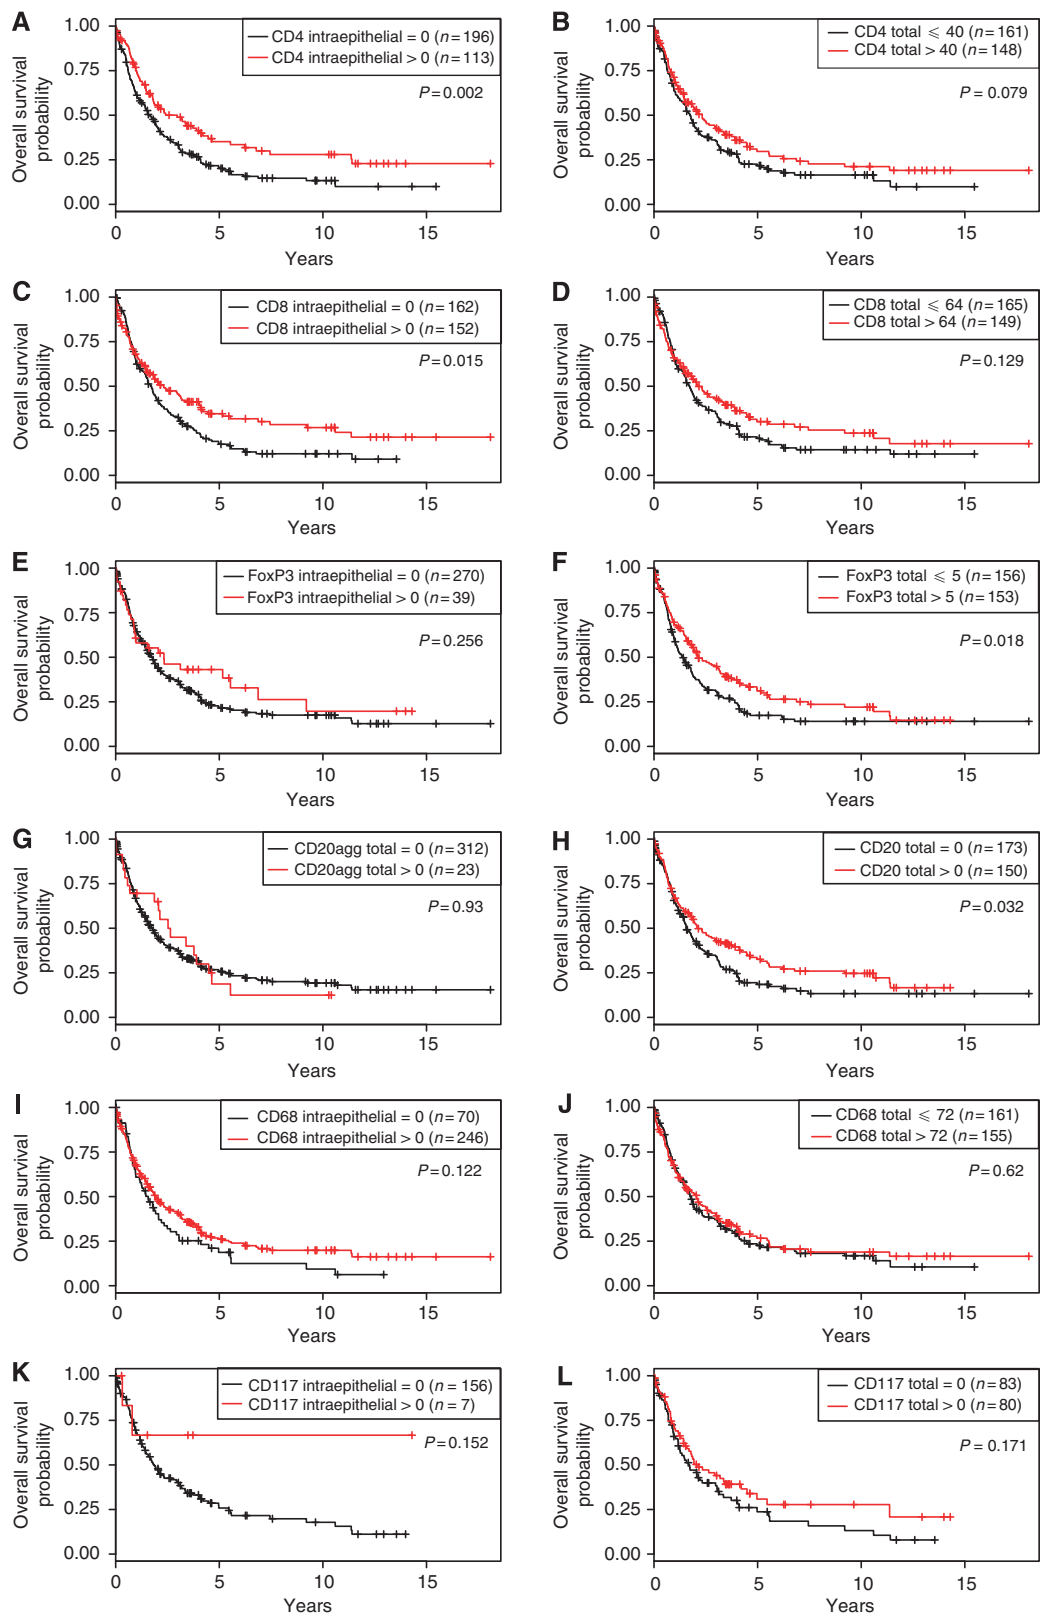 A
Overall survival
probability
1.00
0.75
0.50
0.25
0.00
CD4 intraepithelial = 0 (n=196)
CD4 intraepithelial > 0 (n=113)
P=0.002
0 5 10 15
Years
B
Overall survival
probability
1.00
0.75
0.50
0.25
0.00
CD4 total ⩽ 40 (n=161)
CD4 total > 40 (n=148)
P = 0.079
0 5 10 15
Years
C
Overall survival
probability
1.00
0.75
0.50
0.25
0.00
CD8 intraepithelial = 0 (n=162)
CD8 intraepithelial > 0 (n=152)
P=0.015
0 5 10 15
Years
D
Overall survival
probability
1.00
0.75
0.50
0.25
0.00
CD8 total ⩽ 64 (n=165)
CD8 total > 64 (n=149)
P=0.129
0 5 10 15
Years
E
Overall survival
probability
1.00
0.75
0.50
0.25
0.00
FoxP3 intraepithelial = 0 (n=270)
FoxP3 intraepithelial > 0 (n=39)
P=0.256
0 5 10 15
Years
F
Overall survival
probability
1.00
0.75
0.50
0.25
0.00
FoxP3 total ⩽ 5 (n=156)
FoxP3 total > 5 (n=153)
P=0.018
0 5 10 15
Years
G
Overall survival
probability
1.00
0.75
0.50
0.25
0.00
CD20agg total = 0 (n=312)
CD20agg total > 0 (n=23)
P=0.93
0 5 10 15
Years
H
Overall survival
probability
1.00
0.75
0.50
0.25
0.00
CD20 total = 0 (n=173)
CD20 total > 0 (n=150)
P=0.032
0 5 10 15
Years
I
Overall survival
probability
1.00
0.75
0.50
0.25
0.00
CD68 intraepithelial = 0 (n=70)
CD68 intraepithelial > 0 (n=246)
P=0.122
0 5 10 15
Years
J
Overall survival
probability
1.00
0.75
0.50
0.25
0.00
CD68 total ⩽ 72 (n=161)
CD68 total > 72 (n=155)
P=0.62
0 5 10 15
Years
K
Overall survival
probability
1.00
0.75
0.50
0.25
0.00
CD117 intraepithelial = 0 (n=156)
CD117 intraepithelial > 0 (n=7)
P=0.152
0 5 10 15
Years
L
Overall survival
probability
1.00
0.75
0.50
0.25
0.00
CD117 total = 0 (n=83)
CD117 total > 0 (n=80)
P = 0.171
0 5 10 15
Years